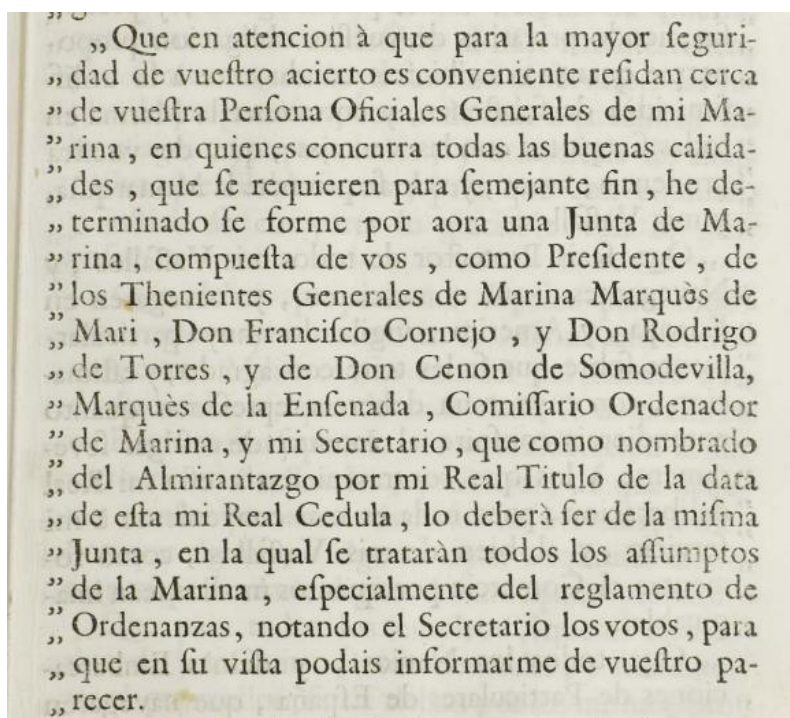 „Que en atencion à que para la mayor ſeguri-
„ dad de vueſtro acierto es conveniente reſidan cerca
„ de vueſtra Perſona Oficiales Generales de mi Ma-
„ rina , en quienes concurra todas las buenas calida-
„ des , que ſe requieren para ſemejante fin , he de-
„ terminado ſe forme por aora una Junta de Ma-
„ rina , compueſta de vos , como Preſidente , de
„ los Thenientes Generales de Marina Marquès de
„ Mari , Don Franciſco Cornejo , y Don Rodrigo
„ de Torres , y de Don Cenon de Somodevilla,
„ Marquès de la Enſenada , Comiſſario Ordenador
„ de Marina , y mi Secretario , que como nombrado
„ del Almirantazgo por mi Real Titulo de la data
„ de eſta mi Real Cedula , lo deberà ſer de la miſma
„ Junta , en la qual ſe trataràn todos los aſſumptos
„ de la Marina , eſpecialmente del reglamento de
„ Ordenanzas, notando el Secretario los votos , para
„ que en ſu viſta podais informarme de vueſtro pa-
„ recer.